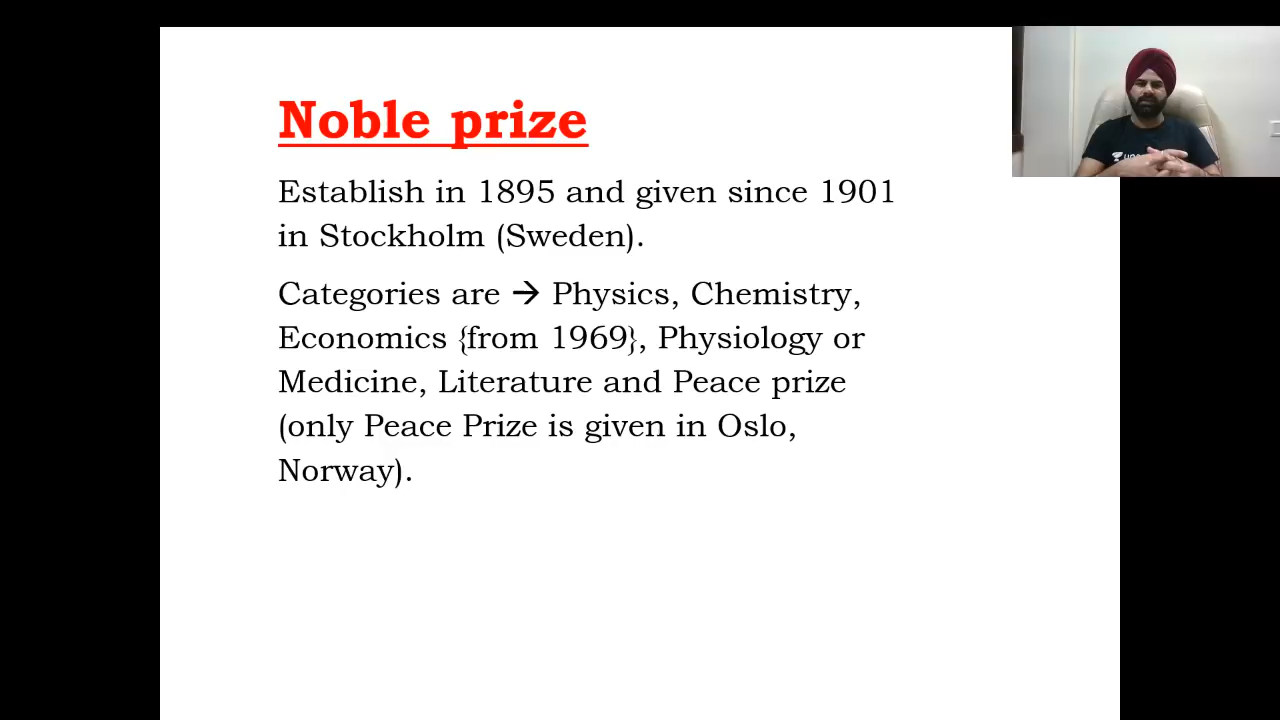 Noble prize
Establish in 1895 and given since 1901
in Stockholm (Sweden).
Categories are → Physics, Chemistry,
Economics {from 1969}, Physiology or
Medicine, Literature and Peace prize
(only Peace Prize is given in Oslo,
Norway).